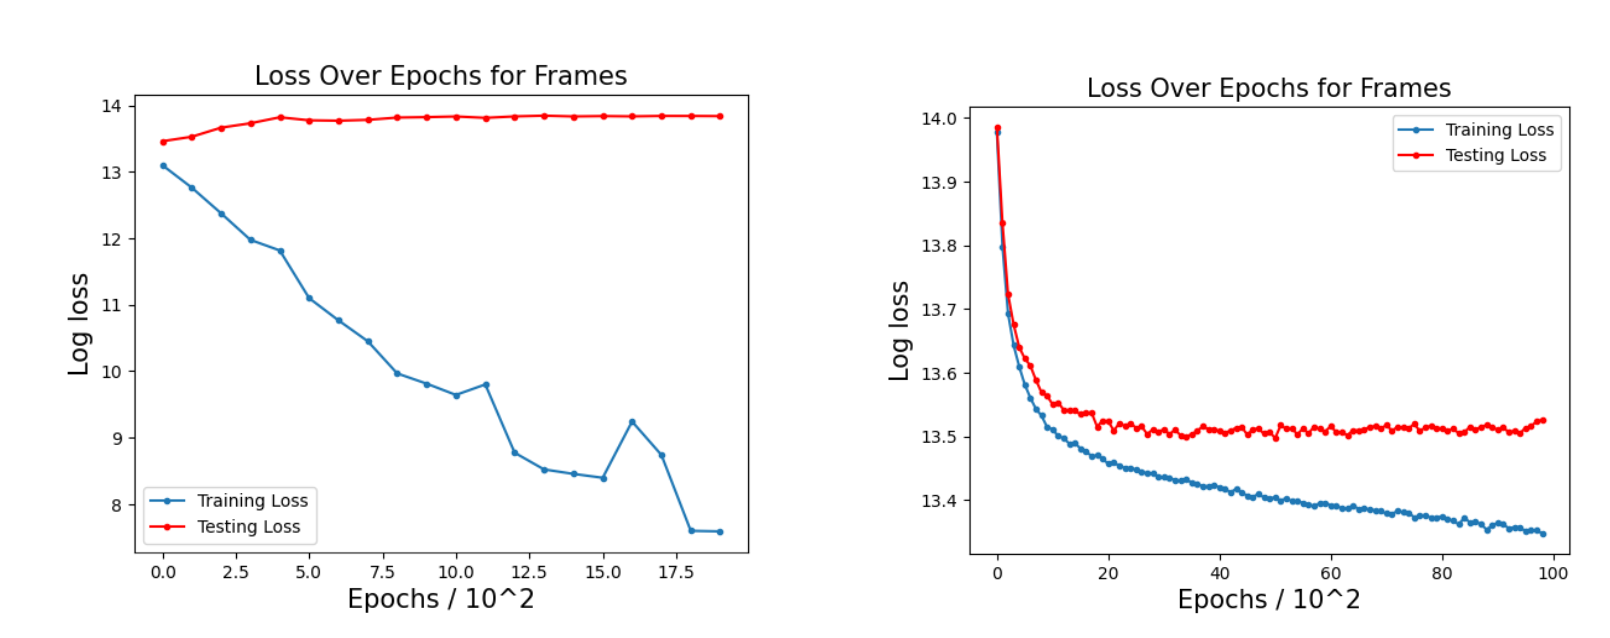 Loss Over Epochs for Frames
Log loss
14
13
12
11
10
9
8
Training Loss
Testing Loss
0.0 2.5 5.0 7.5 10.0 12.5 15.0 17.5
Epochs / 10^2
Loss Over Epochs for Frames
Log loss
14.0
13.9
13.8
13.7
13.6
13.5
13.4
Training Loss
Testing Loss
0 20 40 60 80 100
Epochs / 10^2